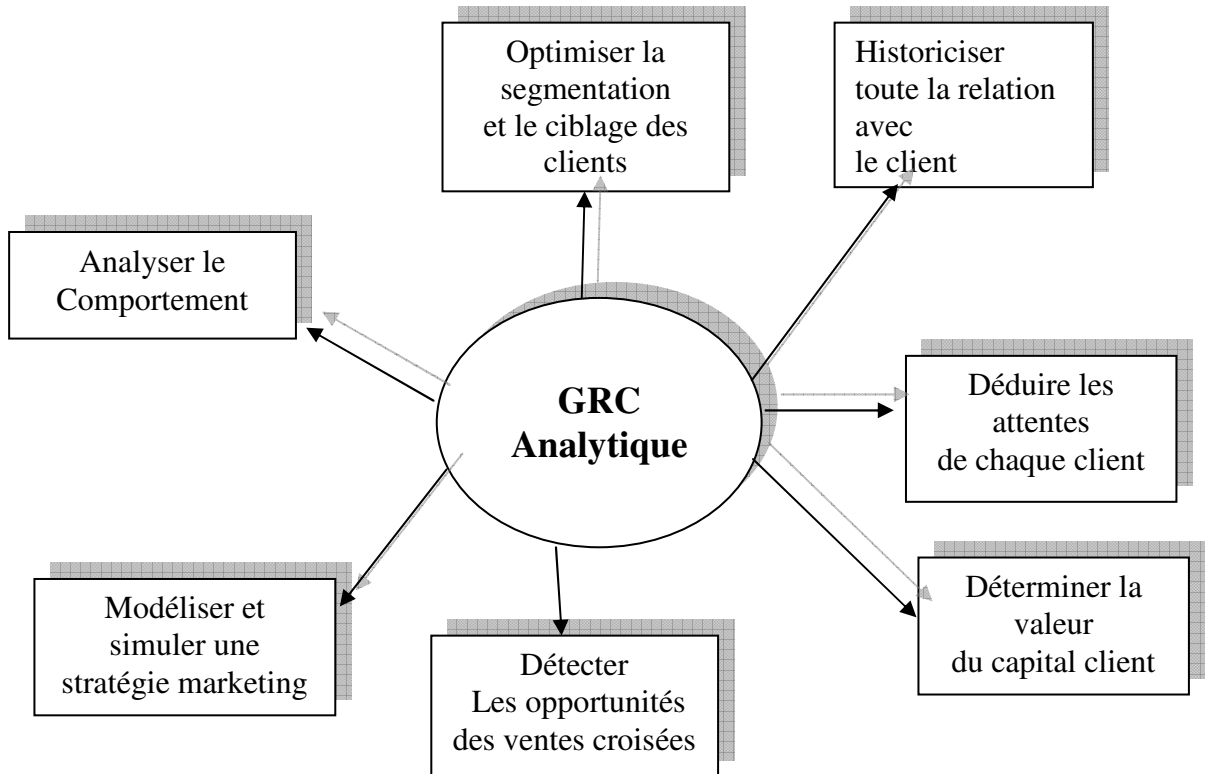 Optimiser la
segmentation
et le ciblage des
clients
Historiciser
toute la relation
avec
le client
Analyser le
Comportement
GRC
Analytique
Déduire les
attentes
de chaque client
Modéliser et
simuler une
stratégie marketing
Détecter
Les opportunités
des ventes croisées
Déterminer la
valeur
du capital client